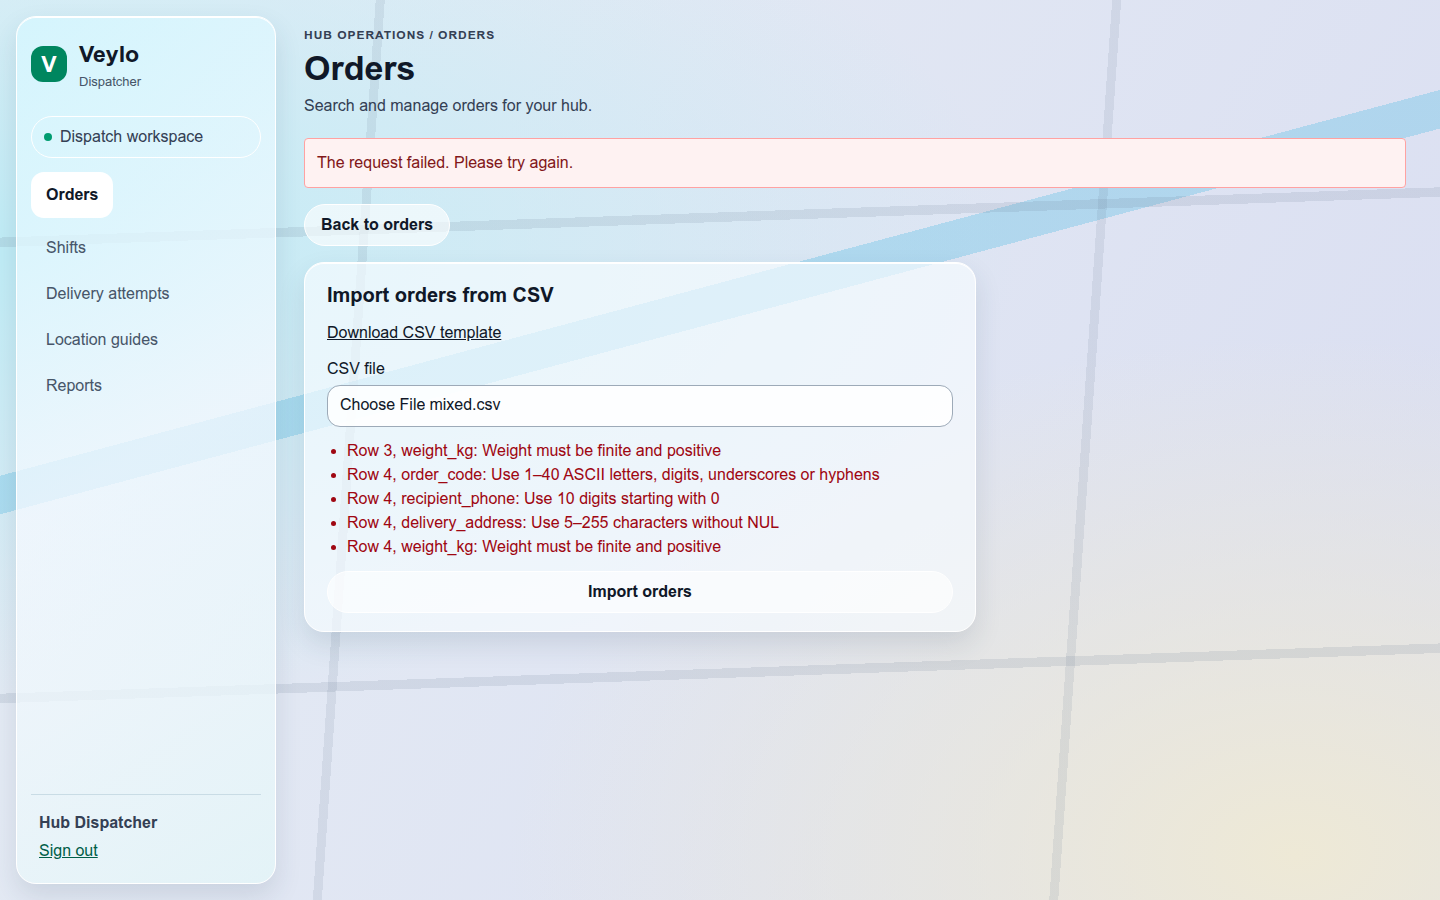 V
Veylo
Dispatcher
Dispatch workspace
Orders
Shifts
Delivery attempts
Location guides
Reports
Hub Dispatcher
Sign out
HUB OPERATIONS / ORDERS
Orders
Search and manage orders for your hub.
The request failed. Please try again.
Back to orders
Import orders from CSV
Download CSV template
CSV file
Choose File mixed.csv
Row 3, weight_kg: Weight must be finite and positive
Row 4, order_code: Use 1–40 ASCII letters, digits, underscores or hyphens
Row 4, recipient_phone: Use 10 digits starting with 0
Row 4, delivery_address: Use 5–255 characters without NUL
Row 4, weight_kg: Weight must be finite and positive
Import orders